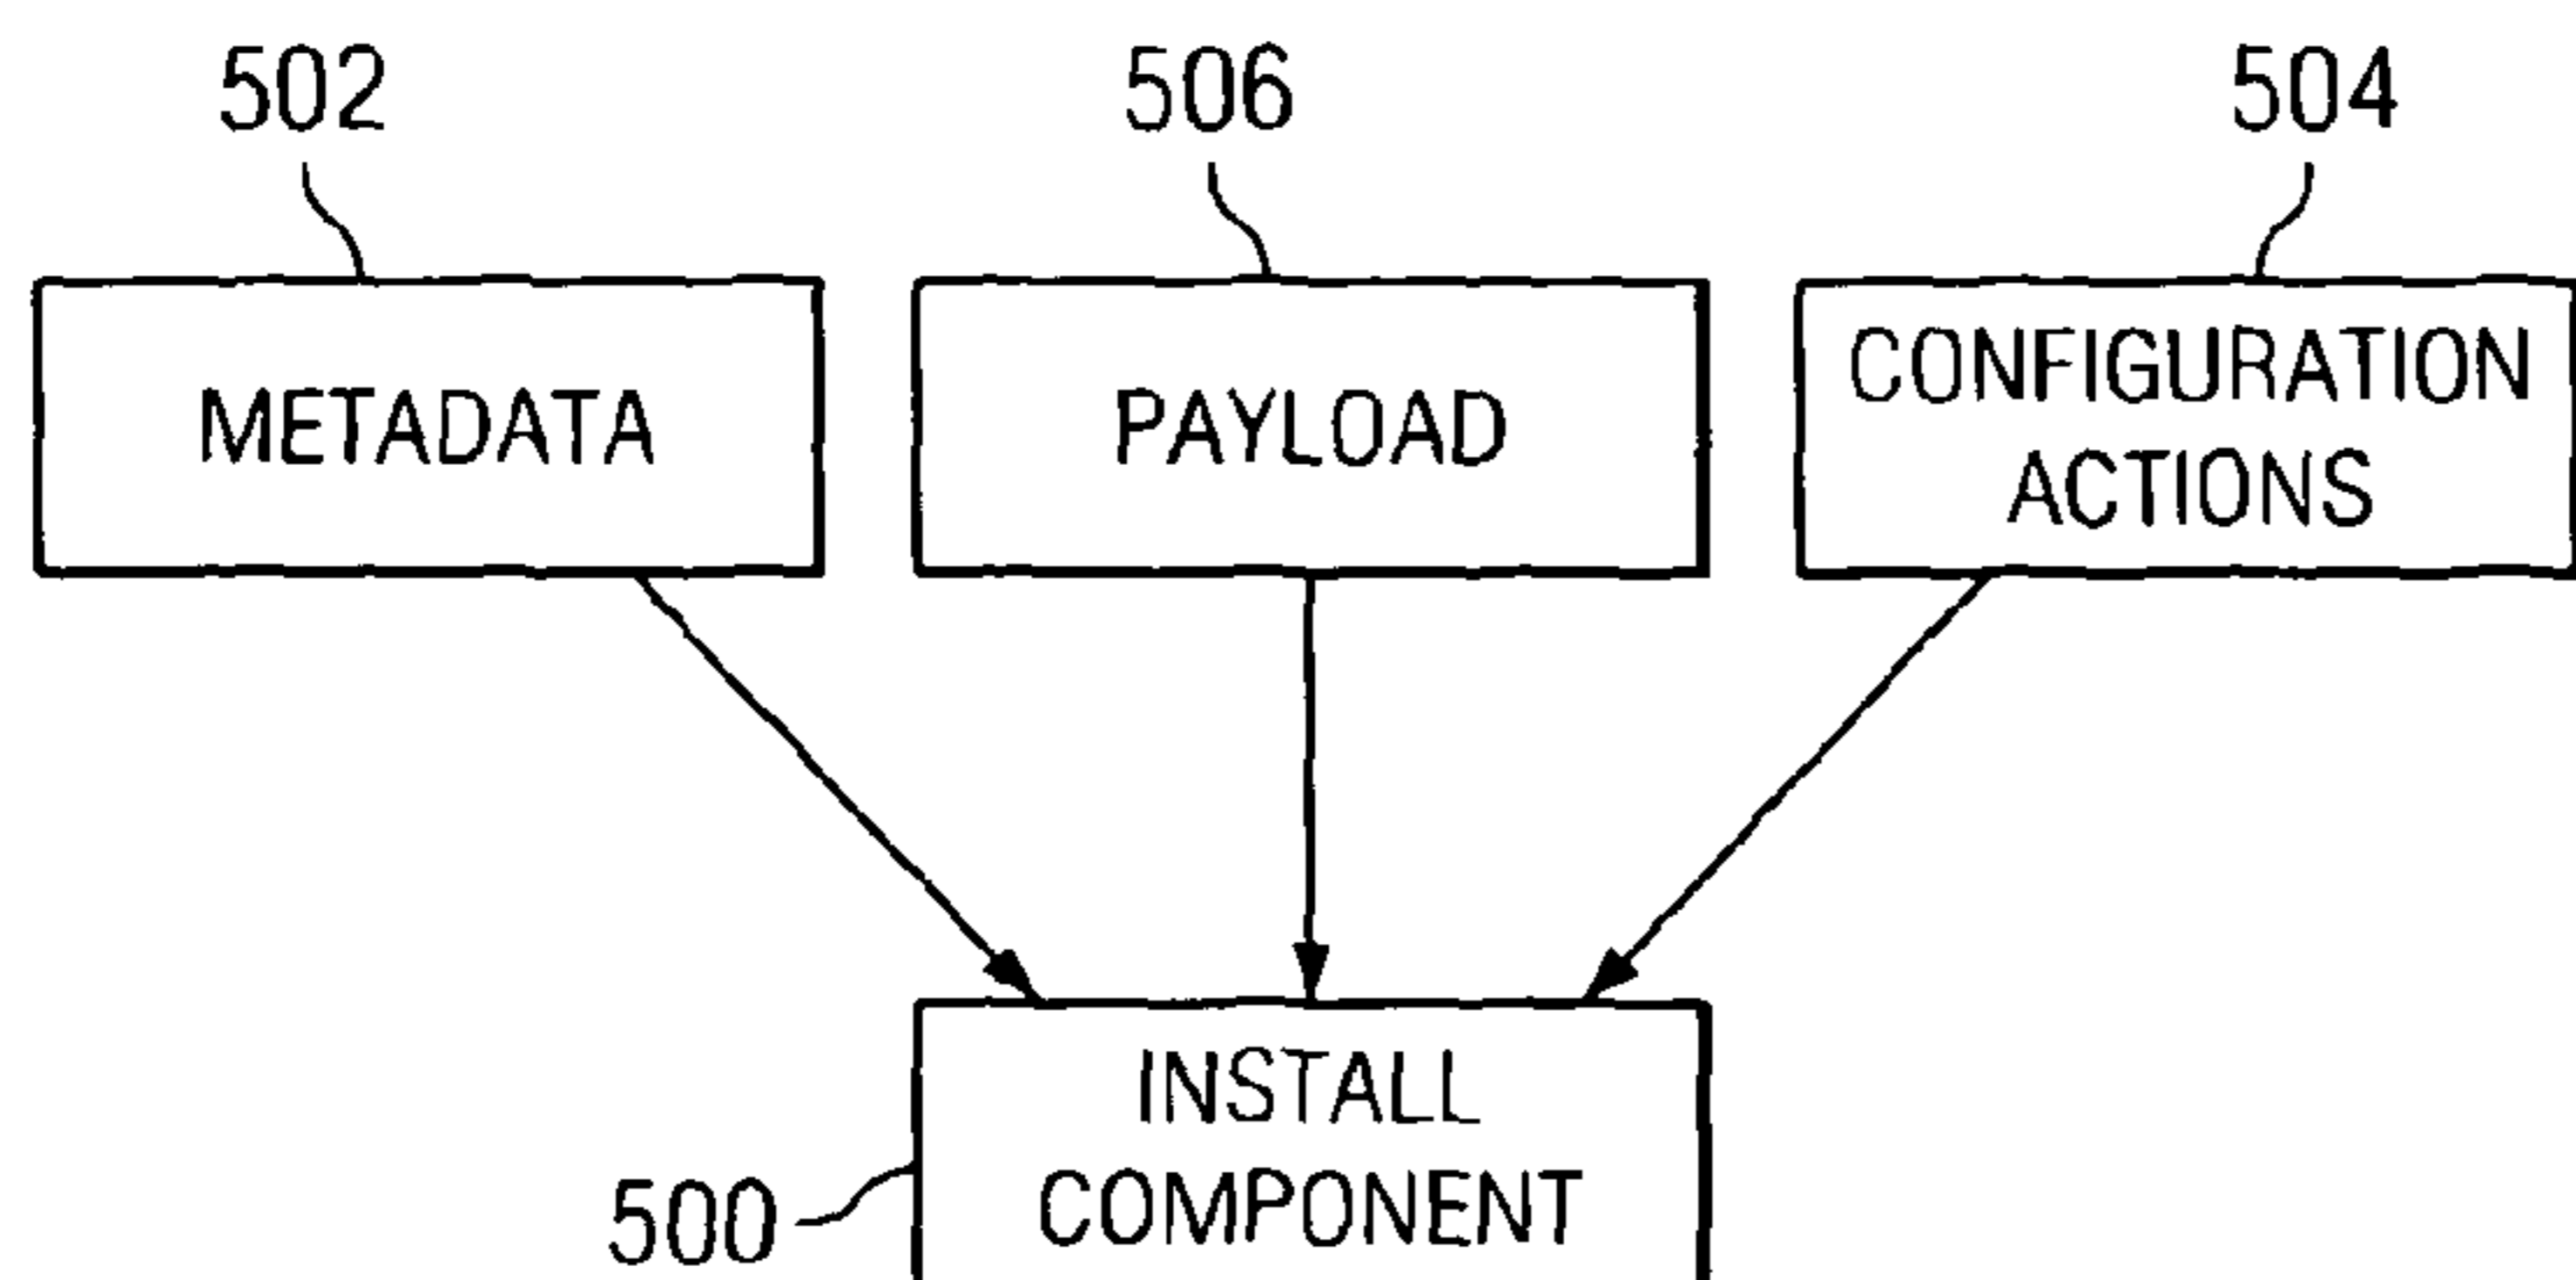 502
506
504
METADATA
PAYLOAD
CONFIGURATION
ACTIONS
INSTALL
COMPONENT
500